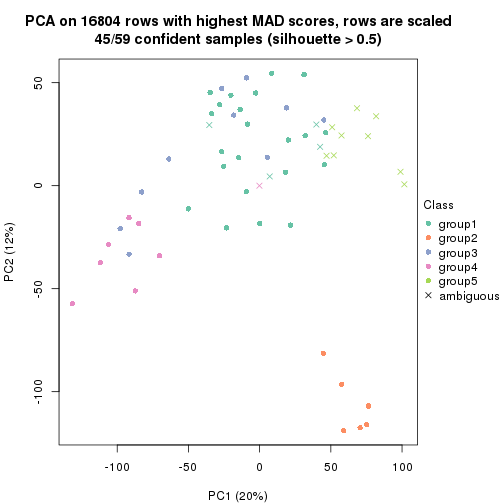 PCA on 16804 rows with highest MAD scores, rows are scaled
45/59 confident samples (silhouette > 0.5)
50
0
-50
-100
PC2 (12%)
-100
-50
0
50
100
PC1 (20%)
Class
group1
group2
group3
group4
group5
ambiguous